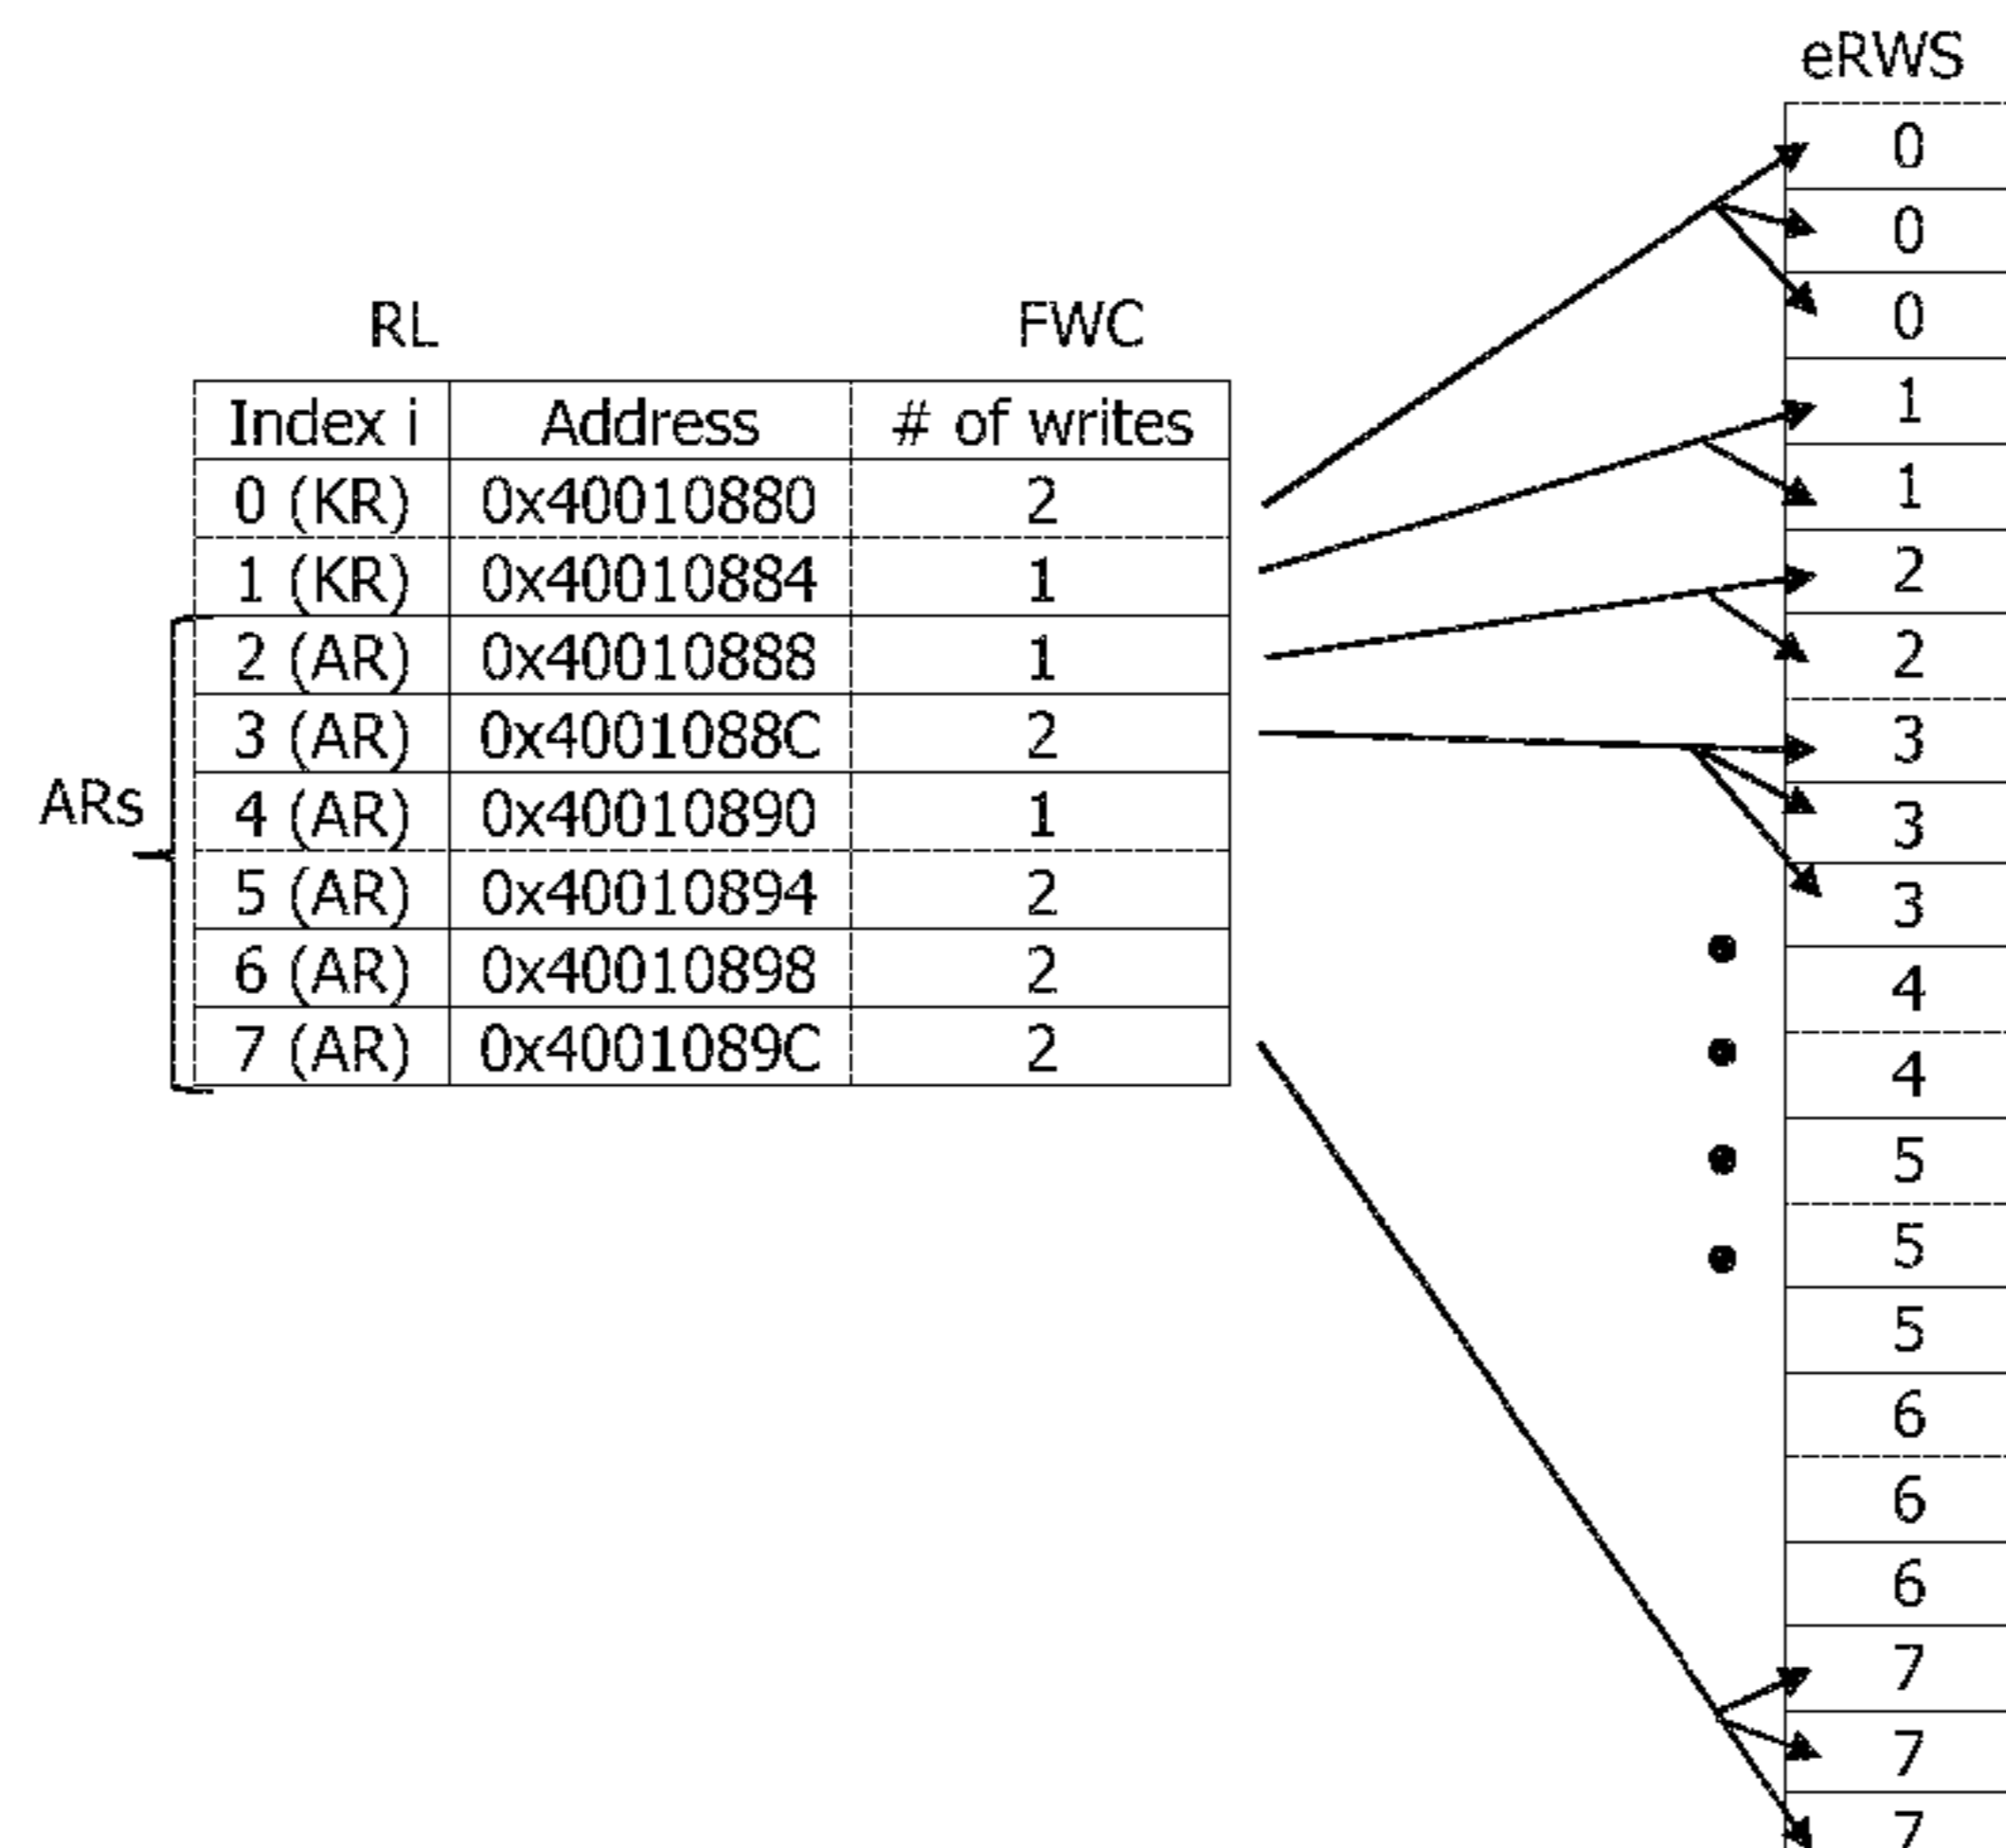 eRWS
RL FWC
Index i Address # of writes
0 (KR) 0x40010880 2
1 (KR) 0x40010884 1
2 (AR) 0x40010888 1
3 (AR) 0x4001088C 2
4 (AR) 0x40010890 1
5 (AR) 0x40010894 2
6 (AR) 0x40010898 2
7 (AR) 0x4001089C 2
ARs
0
0
0
1
1
2
2
3
3
3
4
4
5
5
5
6
6
6
7
7
7